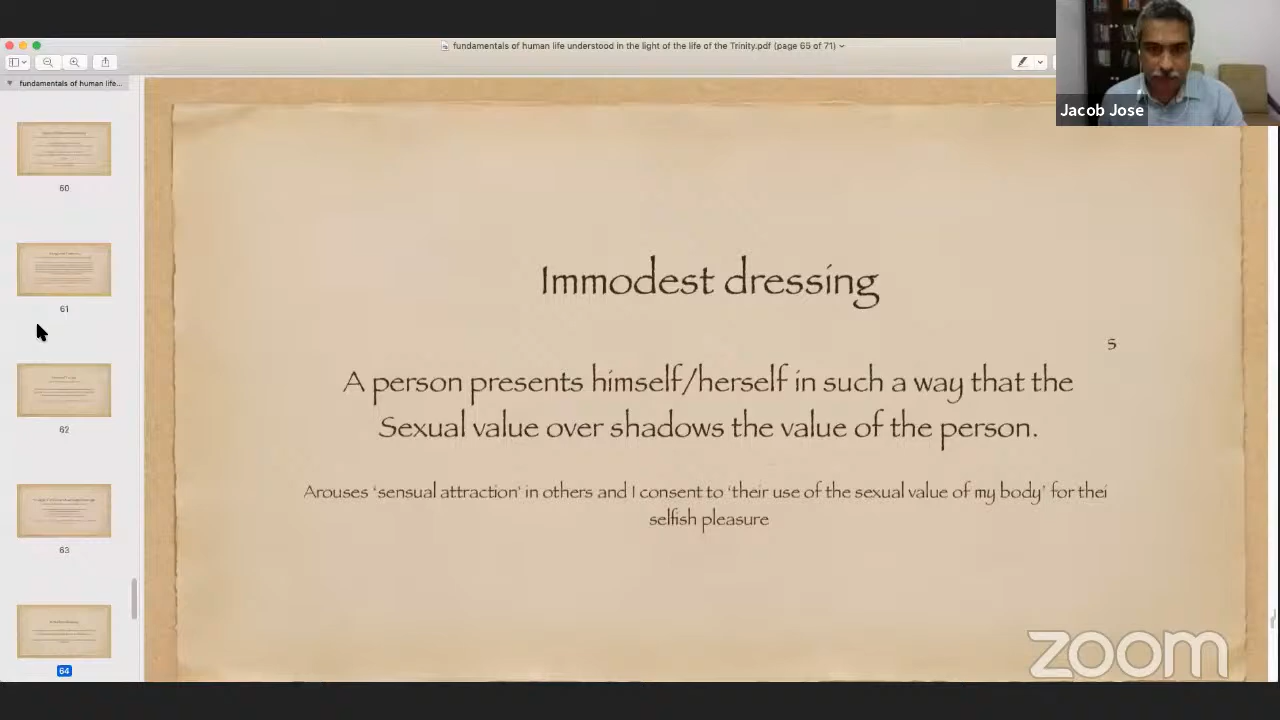 fundamentals of human life understood in the light of the life of the Trinity.pdf (page 65 of 71)
fundamentals of human life...
Jacob Jose
60
61
62
63
64
Immodest dressing
5
A person presents himself/herself in such a way that the
Sexual value over shadows the value of the person.
Arouses ‘sensual attraction’ in others and I consent to ‘their use of the sexual value of my body’ for thei
selfish pleasure
zoom